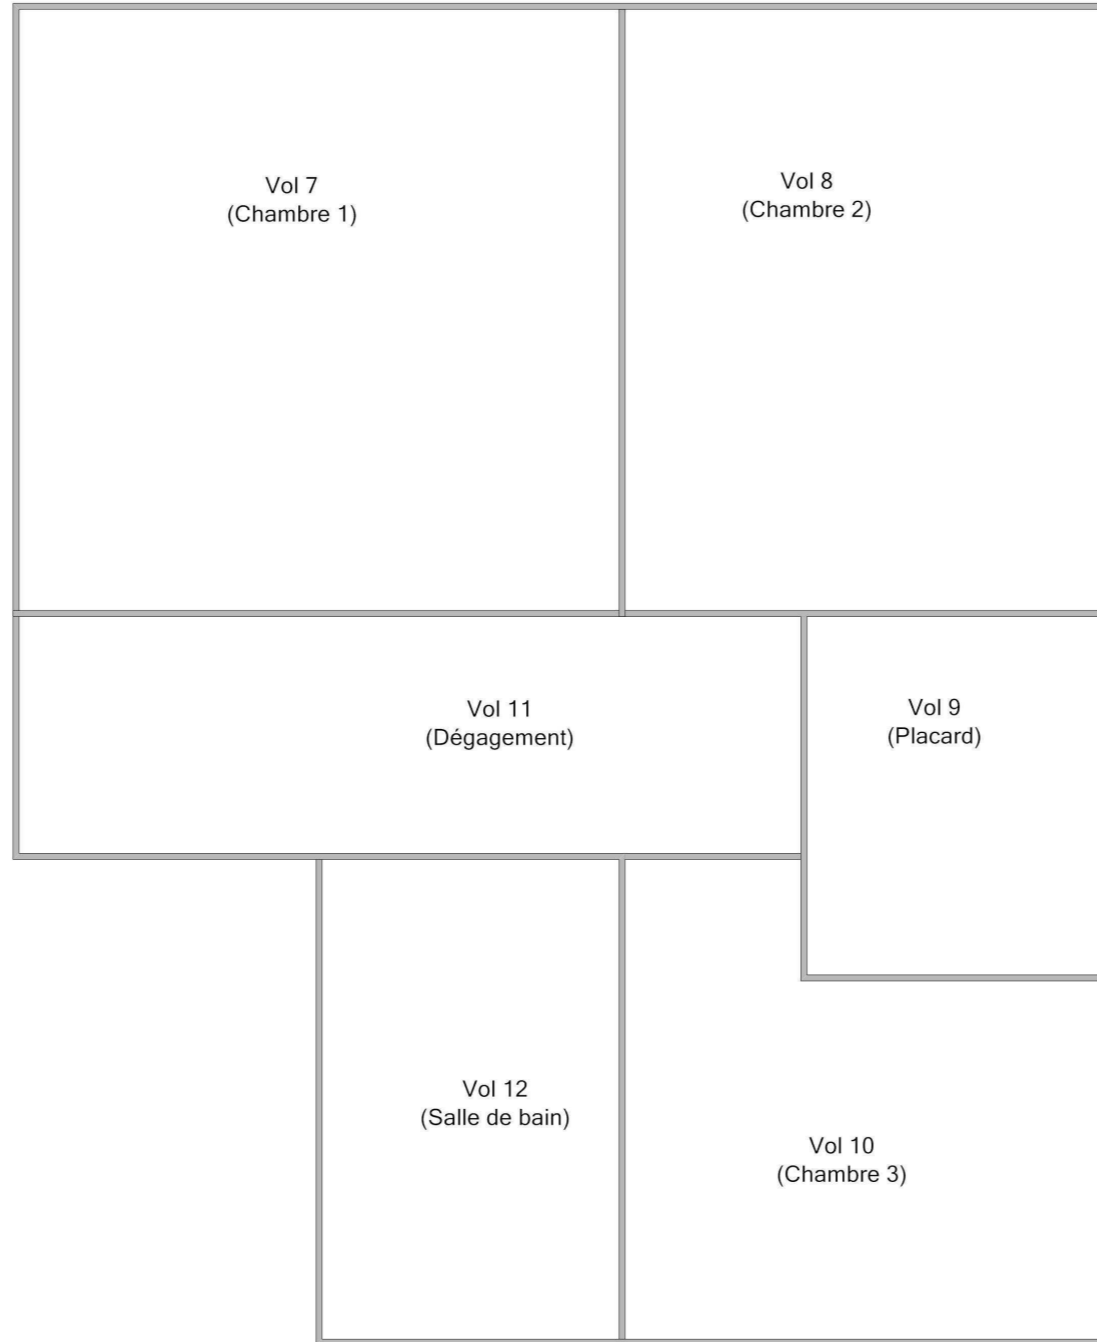 Vol 7
(Chambre 1)
Vol 8
(Chambre 2)
Vol 11
(Dégagement)
Vol 9
(Placard)
Vol 12
(Salle de bain)
Vol 10
(Chambre 3)